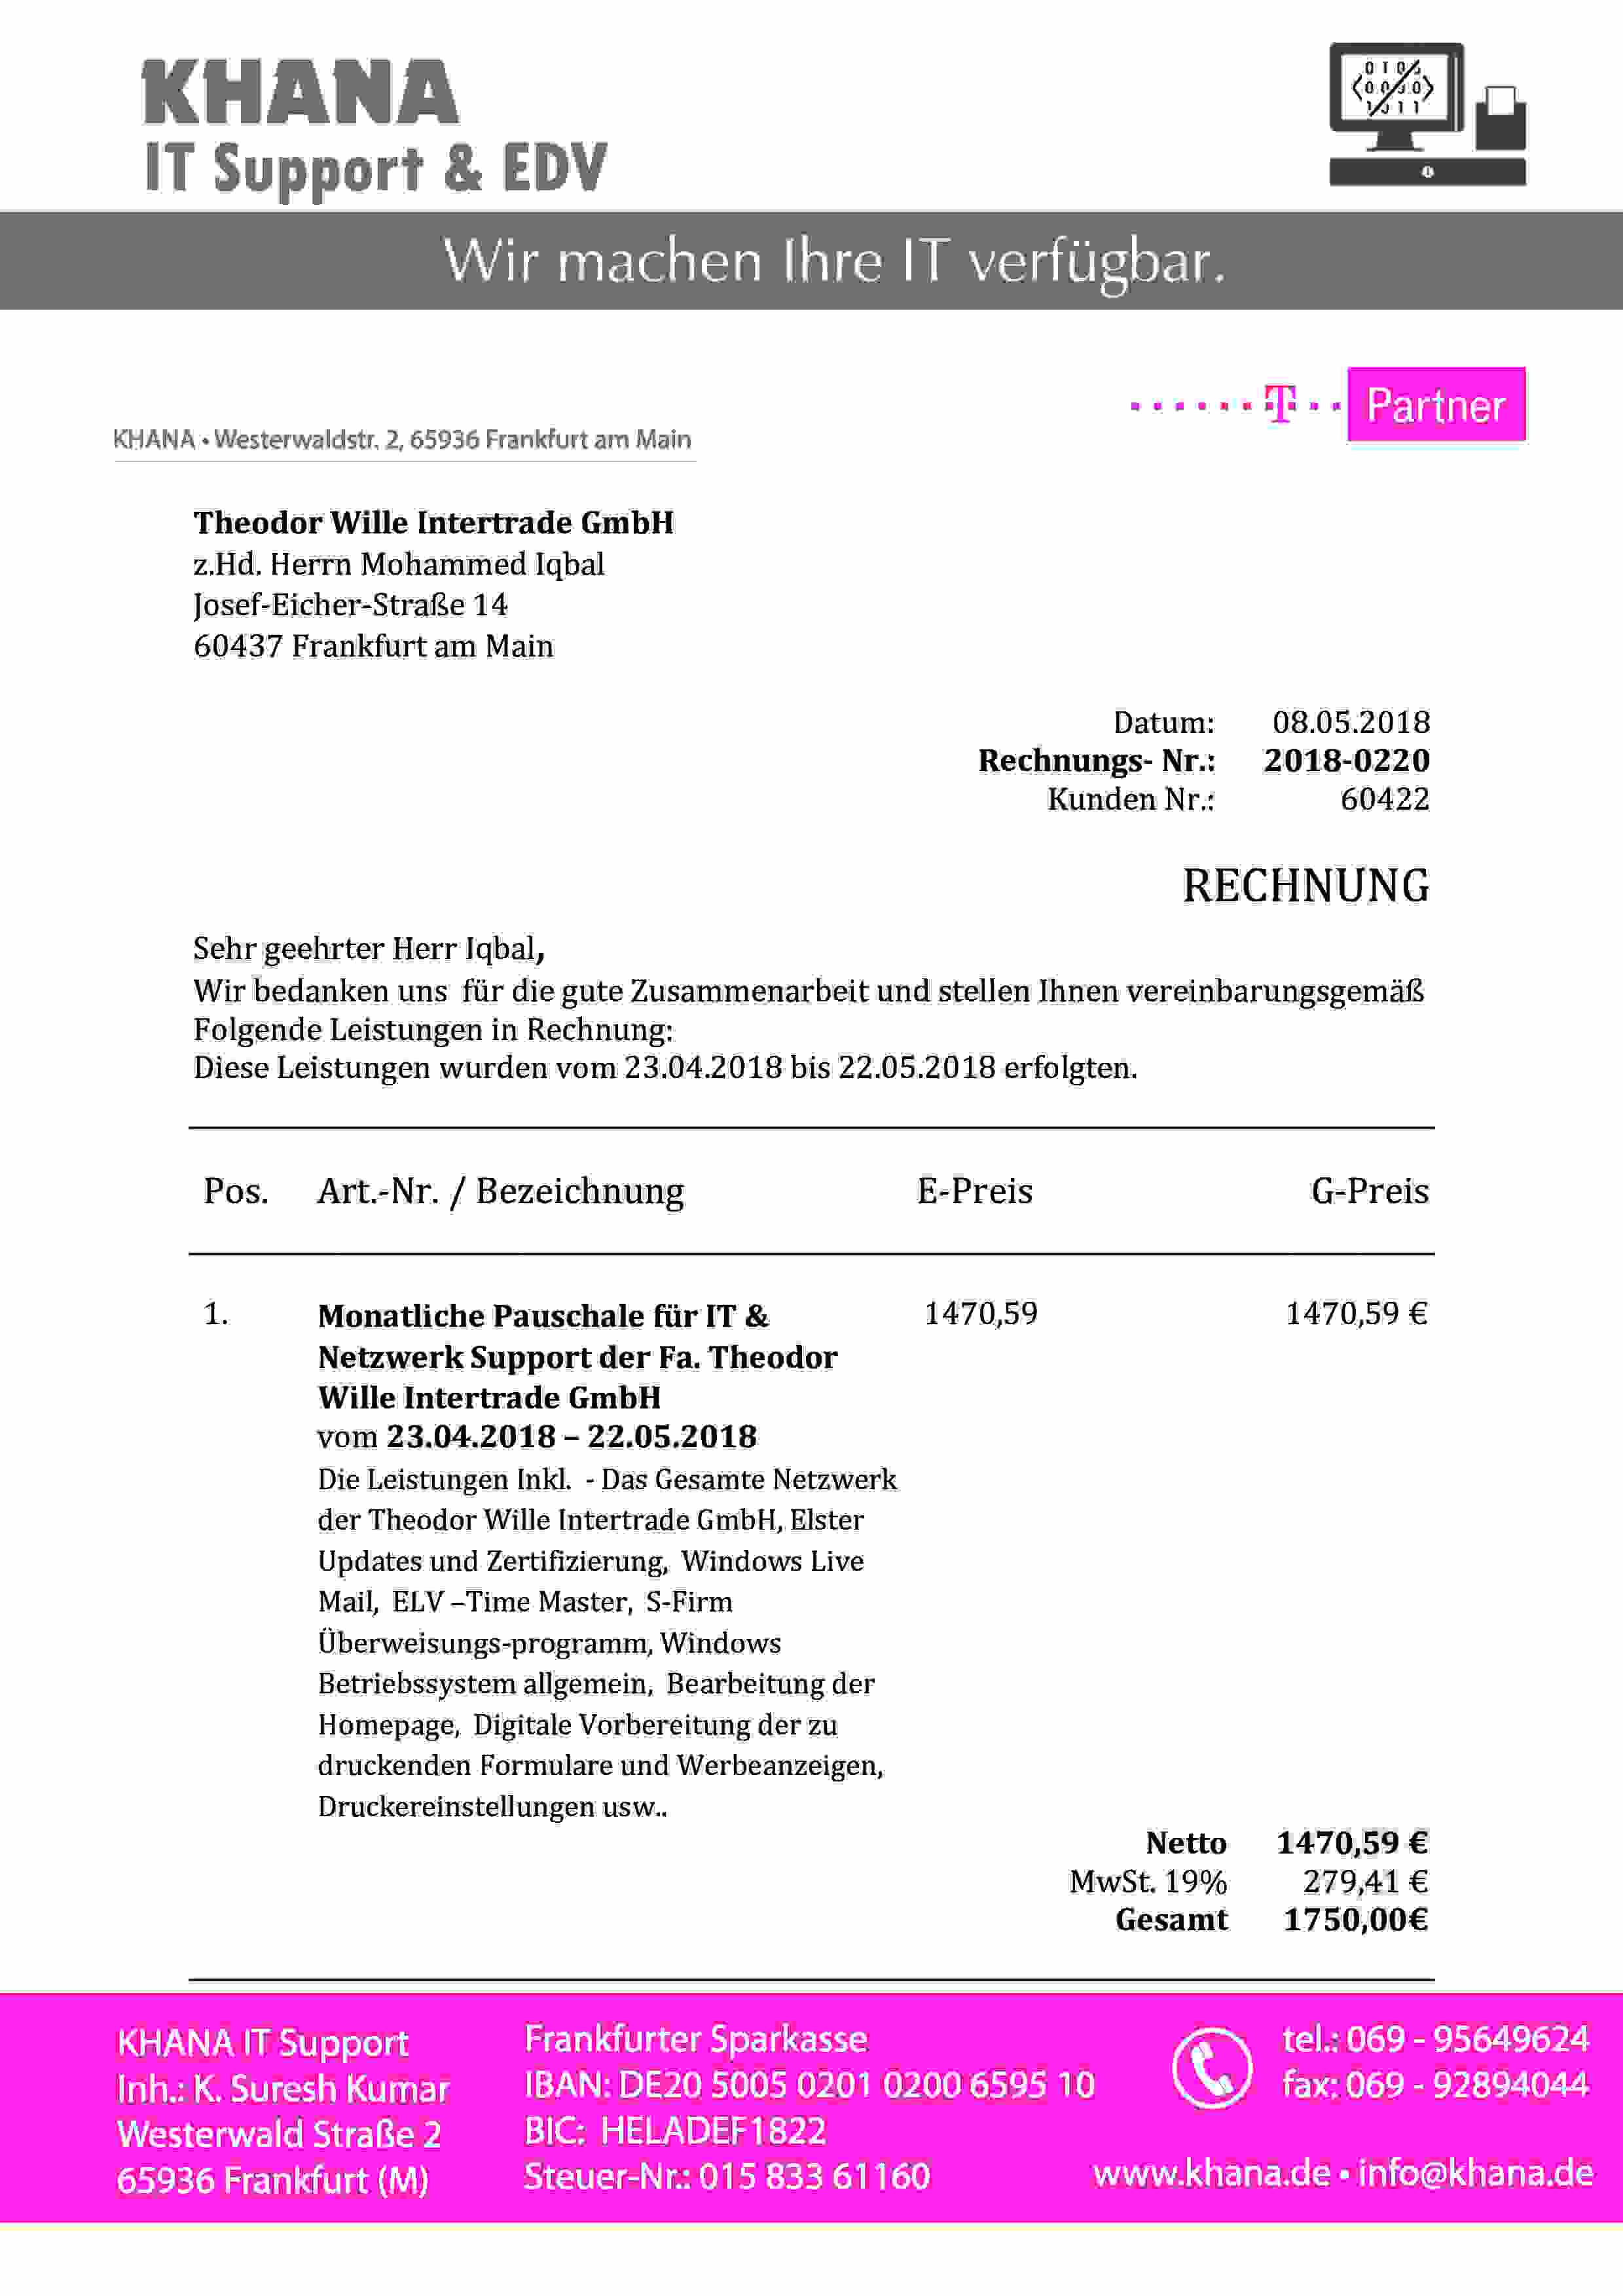 KHANA
IT Support & EDV
Wir machen Ihre IT verfügbar.
T Partner
KHANA • Westerwaldstr. 2, 65936 Frankfurt am Main
Theodor Wille Intertrade GmbH
z.Hd. Herrn Mohammed Iqbal
Josef-Eicher-Straße 14
60437 Frankfurt am Main
Datum: 08.05.2018
Rechnungs- Nr.: 2018-0220
Kunden Nr.: 60422
RECHNUNG
Sehr geehrter Herr Iqbal,
Wir bedanken uns für die gute Zusammenarbeit und stellen Ihnen vereinbarungsgemäß
Folgende Leistungen in Rechnung:
Diese Leistungen wurden vom 23.04.2018 bis 22.05.2018 erfolgten.
Pos. Art.-Nr. / Bezeichnung E-Preis G-Preis
1. Monatliche Pauschale für IT & 1470,59 1470,59 €
Netzwerk Support der Fa. Theodor
Wille Intertrade GmbH
vom 23.04.2018 – 22.05.2018
Die Leistungen Inkl. - Das Gesamte Netzwerk
der Theodor Wille Intertrade GmbH, Elster
Updates und Zertifizierung, Windows Live
Mail, ELV –Time Master, S-Firm
Überweisungs-programm, Windows
Betriebssystem allgemein, Bearbeitung der
Homepage, Digitale Vorbereitung der zu
druckenden Formulare und Werbeanzeigen,
Druckereinstellungen usw..
Netto 1470,59 €
MwSt. 19% 279,41 €
Gesamt 1750,00€
KHANA IT Support
Inh.: K. Suresh Kumar
Westerwald Straße 2
65936 Frankfurt (M)
Frankfurter Sparkasse
IBAN: DE20 5005 0201 0200 6595 10
BIC: HELADEF1822
Steuer-Nr.: 015 833 61160
tel.: 069 - 95649624
fax: 069 - 92894044
www.khana.de • info@khana.de